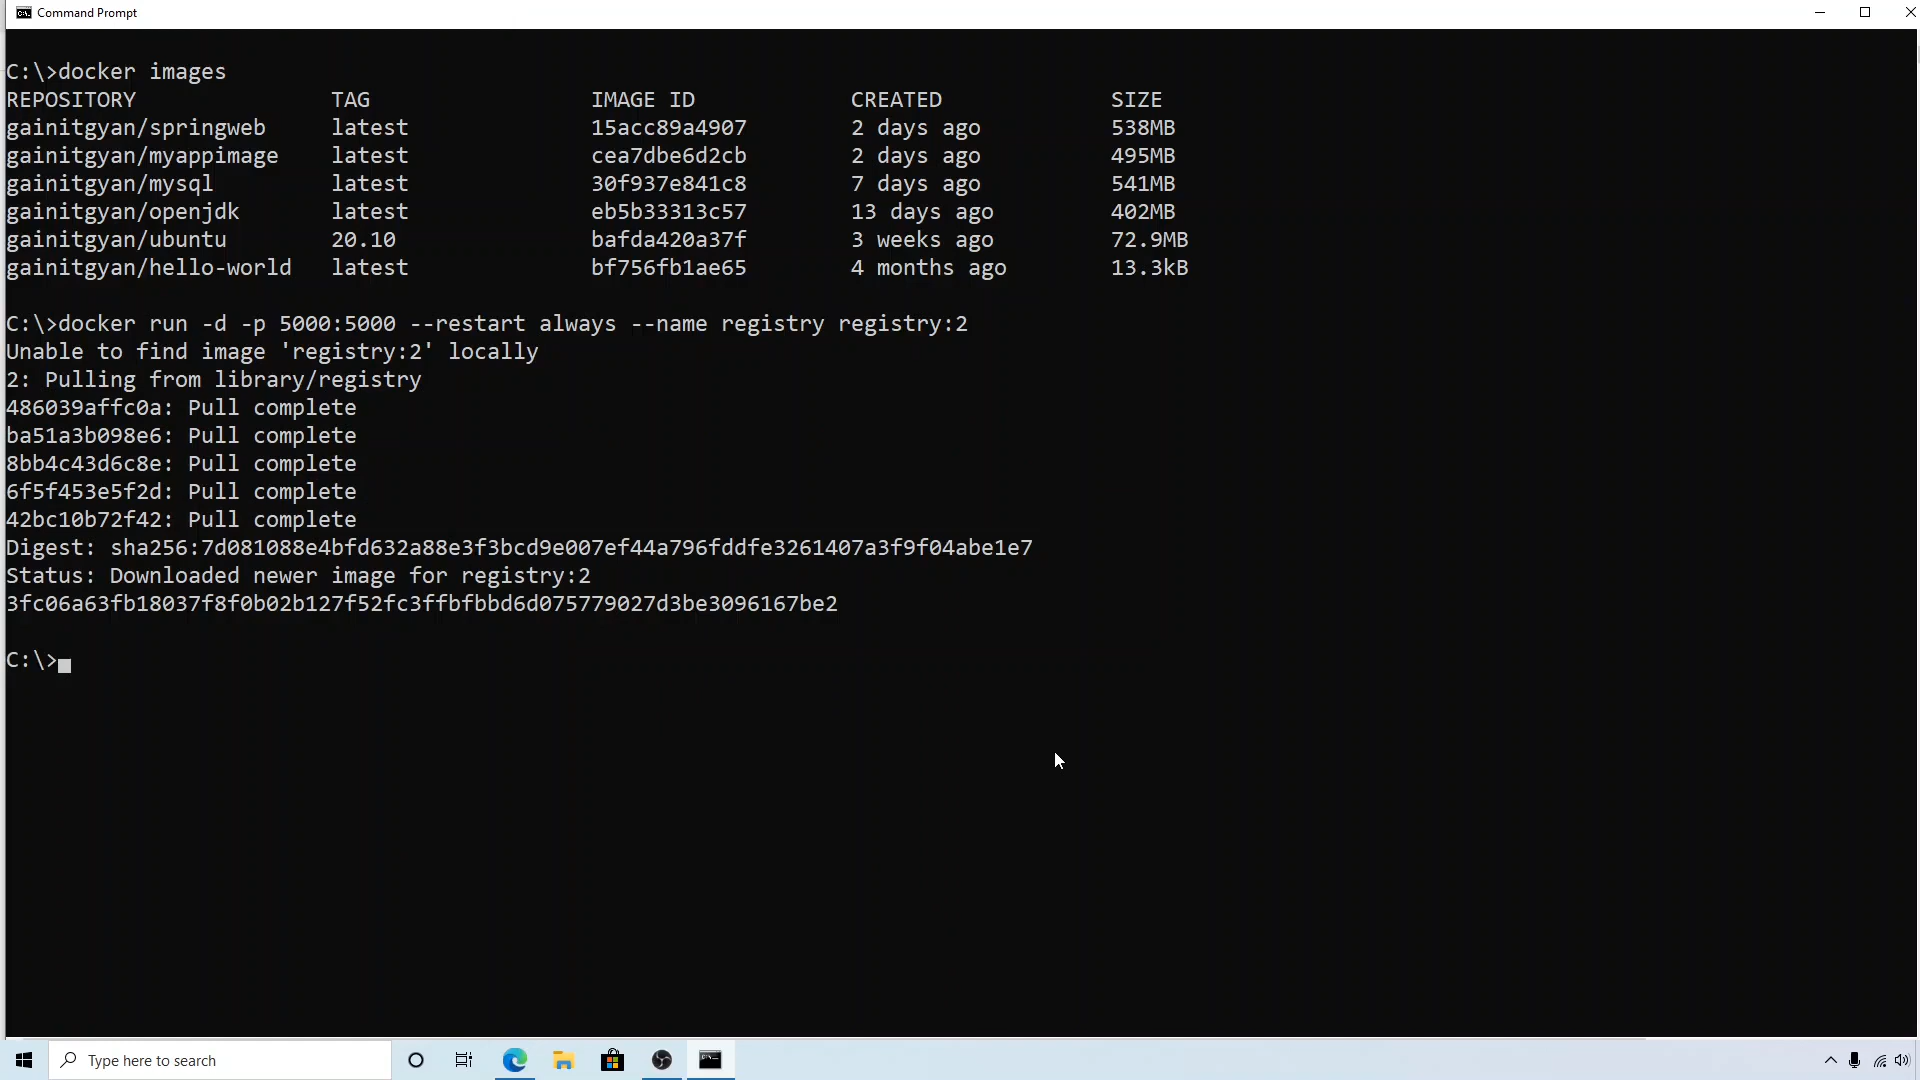 Command Prompt
C:\>docker images
REPOSITORY TAG IMAGE ID CREATED SIZE
gainitgyan/springweb latest 15acc89a4907 2 days ago 538MB
gainitgyan/myappimage latest cea7dbe6d2cb 2 days ago 495MB
gainitgyan/mysql latest 30f937e841c8 7 days ago 541MB
gainitgyan/openjdk latest eb5b33313c57 13 days ago 402MB
gainitgyan/ubuntu 20.10 bafda420a37f 3 weeks ago 72.9MB
gainitgyan/hello-world latest bf756fb1ae65 4 months ago 13.3kB
C:\>docker run -d -p 5000:5000 --restart always --name registry registry:2
Unable to find image 'registry:2' locally
2: Pulling from library/registry
486039affc0a: Pull complete
ba51a3b098e6: Pull complete
8bb4c43d6c8e: Pull complete
6f5f453e5f2d: Pull complete
42bc10b72f42: Pull complete
Digest: sha256:7d081088e4bfd632a88e3f3bcd9e007ef44a796fddfe3261407a3f9f04abe1e7
Status: Downloaded newer image for registry:2
3fc06a63fb18037f8f0b02b127f52fc3ffbfbbd6d075779027d3be3096167be2
C:\>
Type here to search